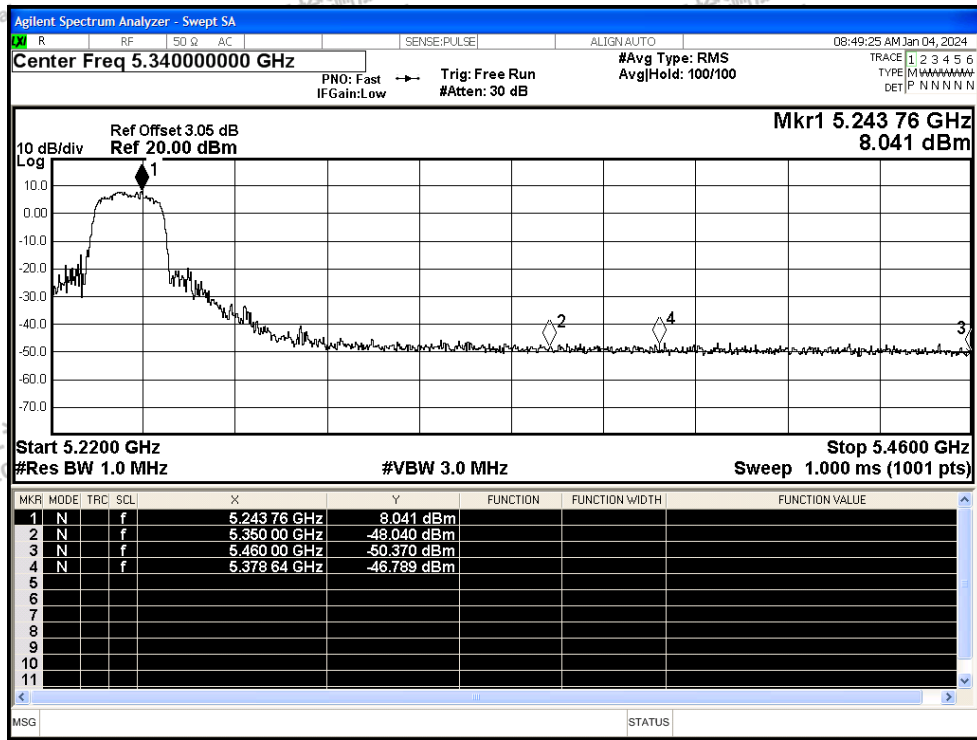 Agilent Spectrum Analyzer - Swept SA
LXI R RF 50 Ω AC SENSE:PULSE ALIGN AUTO 08:49:25 AM Jan 04, 2024
Center Freq 5.340000000 GHz
PNO: Fast
IFGain:Low
Trig: Free Run
#Atten: 30 dB
#Avg Type: RMS
Avg|Hold: 100/100
TRACE 1 2 3 4 5 6
TYPE M
DET P N N N N N
Mkr1 5.243 76 GHz
8.041 dBm
Ref Offset 3.05 dB
10 dB/div Ref 20.00 dBm
Log
1
10.0
0.00
-10.0
-20.0
-30.0
-40.0
2 4 3
-50.0
-60.0
-70.0
Start 5.2200 GHz Stop 5.4600 GHz
#Res BW 1.0 MHz #VBW 3.0 MHz Sweep 1.000 ms (1001 pts)
MKR MODE TRC SCL X Y FUNCTION FUNCTION WIDTH FUNCTION VALUE
1 N f 5.243 76 GHz 8.041 dBm
2 N f 5.350 00 GHz -48.040 dBm
3 N f 5.460 00 GHz -50.370 dBm
4 N f 5.378 64 GHz -46.789 dBm
5
6
7
8
9
10
11
MSG STATUS